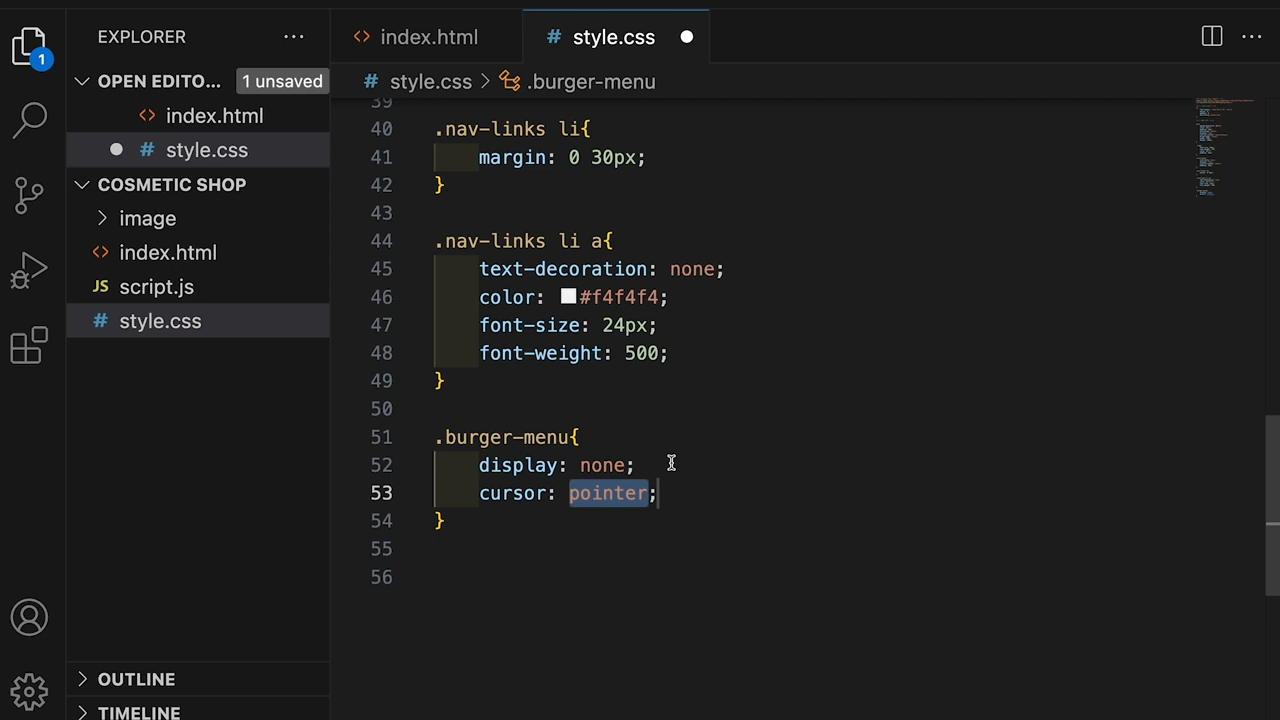 EXPLORER ···
1
OPEN EDITO... 1 unsaved
<> index.html
# style.css
COSMETIC SHOP
image
<> index.html
JS script.js
# style.css
OUTLINE
TIMELINE
<> index.html # style.css
# style.css > .burger-menu
39
40 .nav-links li{
41 margin: 0 30px;
42 }
43
44 .nav-links li a{
45 text-decoration: none;
46 color: #f4f4f4;
47 font-size: 24px;
48 font-weight: 500;
49 }
50
51 .burger-menu{
52 display: none;
53 cursor: pointer;
54 }
55
56